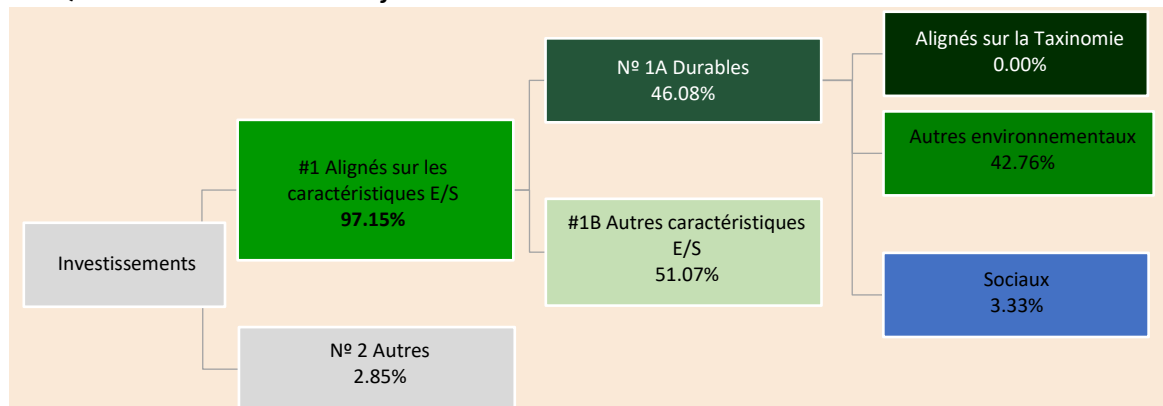 Investissements
#1 Alignés sur les
caractéristiques E/S
97.15%
Nº 2 Autres
2.85%
Nº 1A Durables
46.08%
#1B Autres caractéristiques
E/S
51.07%
Alignés sur la Taxinomie
0.00%
Autres environnementaux
42.76%
Sociaux
3.33%